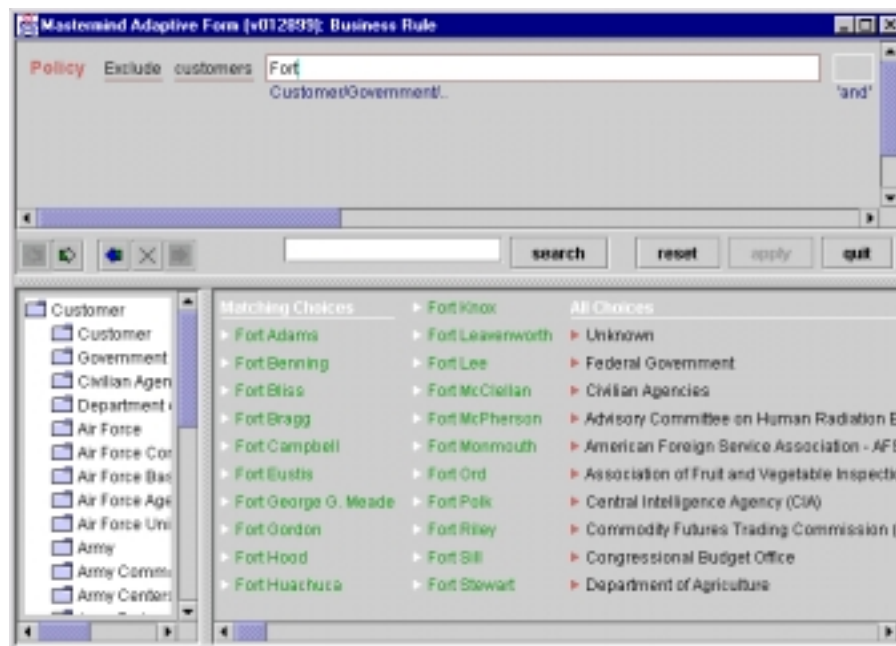 Mastermind Adaptive Form (v012899): Business Rule
Policy Exclude customers Fort
Customer/Government/.. 'and'
search reset apply quit
Customer
Customer
Government
Civilian Agen
Department
Air Force
Air Force Cor
Air Force Bas
Air Force Age
Air Force Uni
Army
Army Comm
Army Centers
Matching Choices
Fort Adams
Fort Benning
Fort Bliss
Fort Bragg
Fort Campbell
Fort Eustis
Fort George G. Meade
Fort Gordon
Fort Hood
Fort Huachuca
Fort Knox
Fort Leavenworth
Fort Lee
Fort McClellan
Fort McPherson
Fort Monmouth
Fort Ord
Fort Polk
Fort Riley
Fort Sill
Fort Stewart
All Choices
Unknown
Federal Government
Civilian Agencies
Advisory Committee on Human Radiation E
American Foreign Service Association - AFS
Association of Fruit and Vegetable Inspecti
Central Intelligence Agency (CIA)
Commodity Futures Trading Commission (
Congressional Budget Office
Department of Agriculture